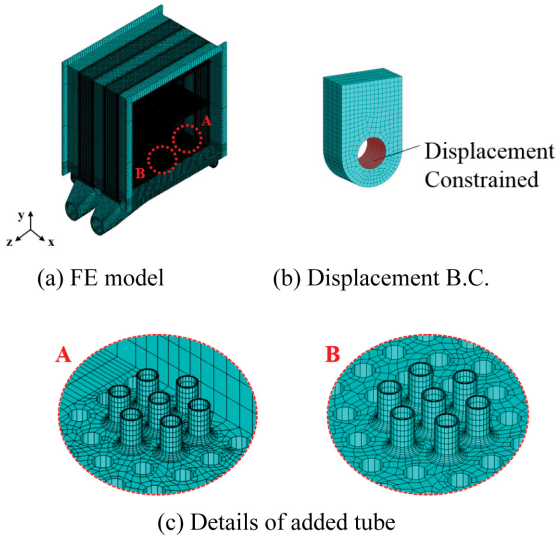 A
B
y
z
x
Displacement
Constrained
(a) FE model
(b) Displacement B.C.
A
B
(c) Details of added tube